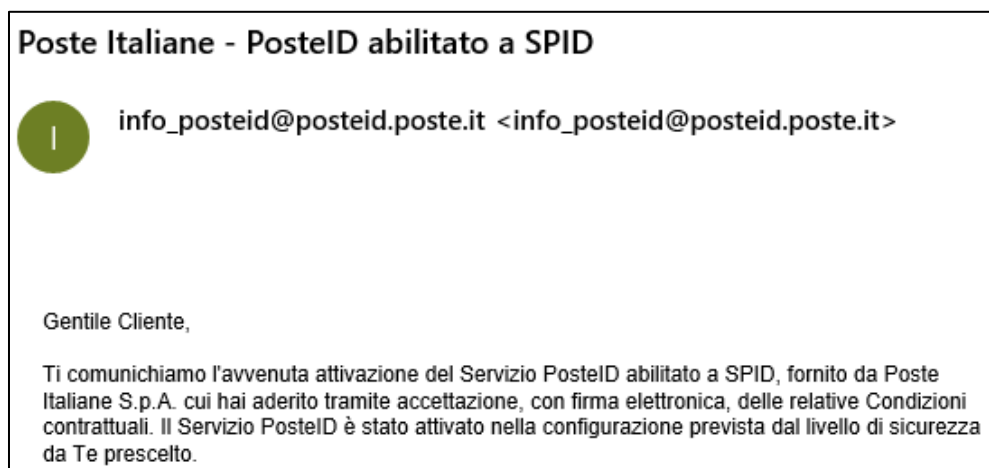 Poste Italiane - PosteID abilitato a SPID
I
info_posteid@posteid.poste.it <info_posteid@posteid.poste.it>
Gentile Cliente,
Ti comunichiamo l'avvenuta attivazione del Servizio PosteID abilitato a SPID, fornito da Poste
Italiane S.p.A. cui hai aderito tramite accettazione, con firma elettronica, delle relative Condizioni
contrattuali. Il Servizio PosteID è stato attivato nella configurazione prevista dal livello di sicurezza
da Te prescelto.